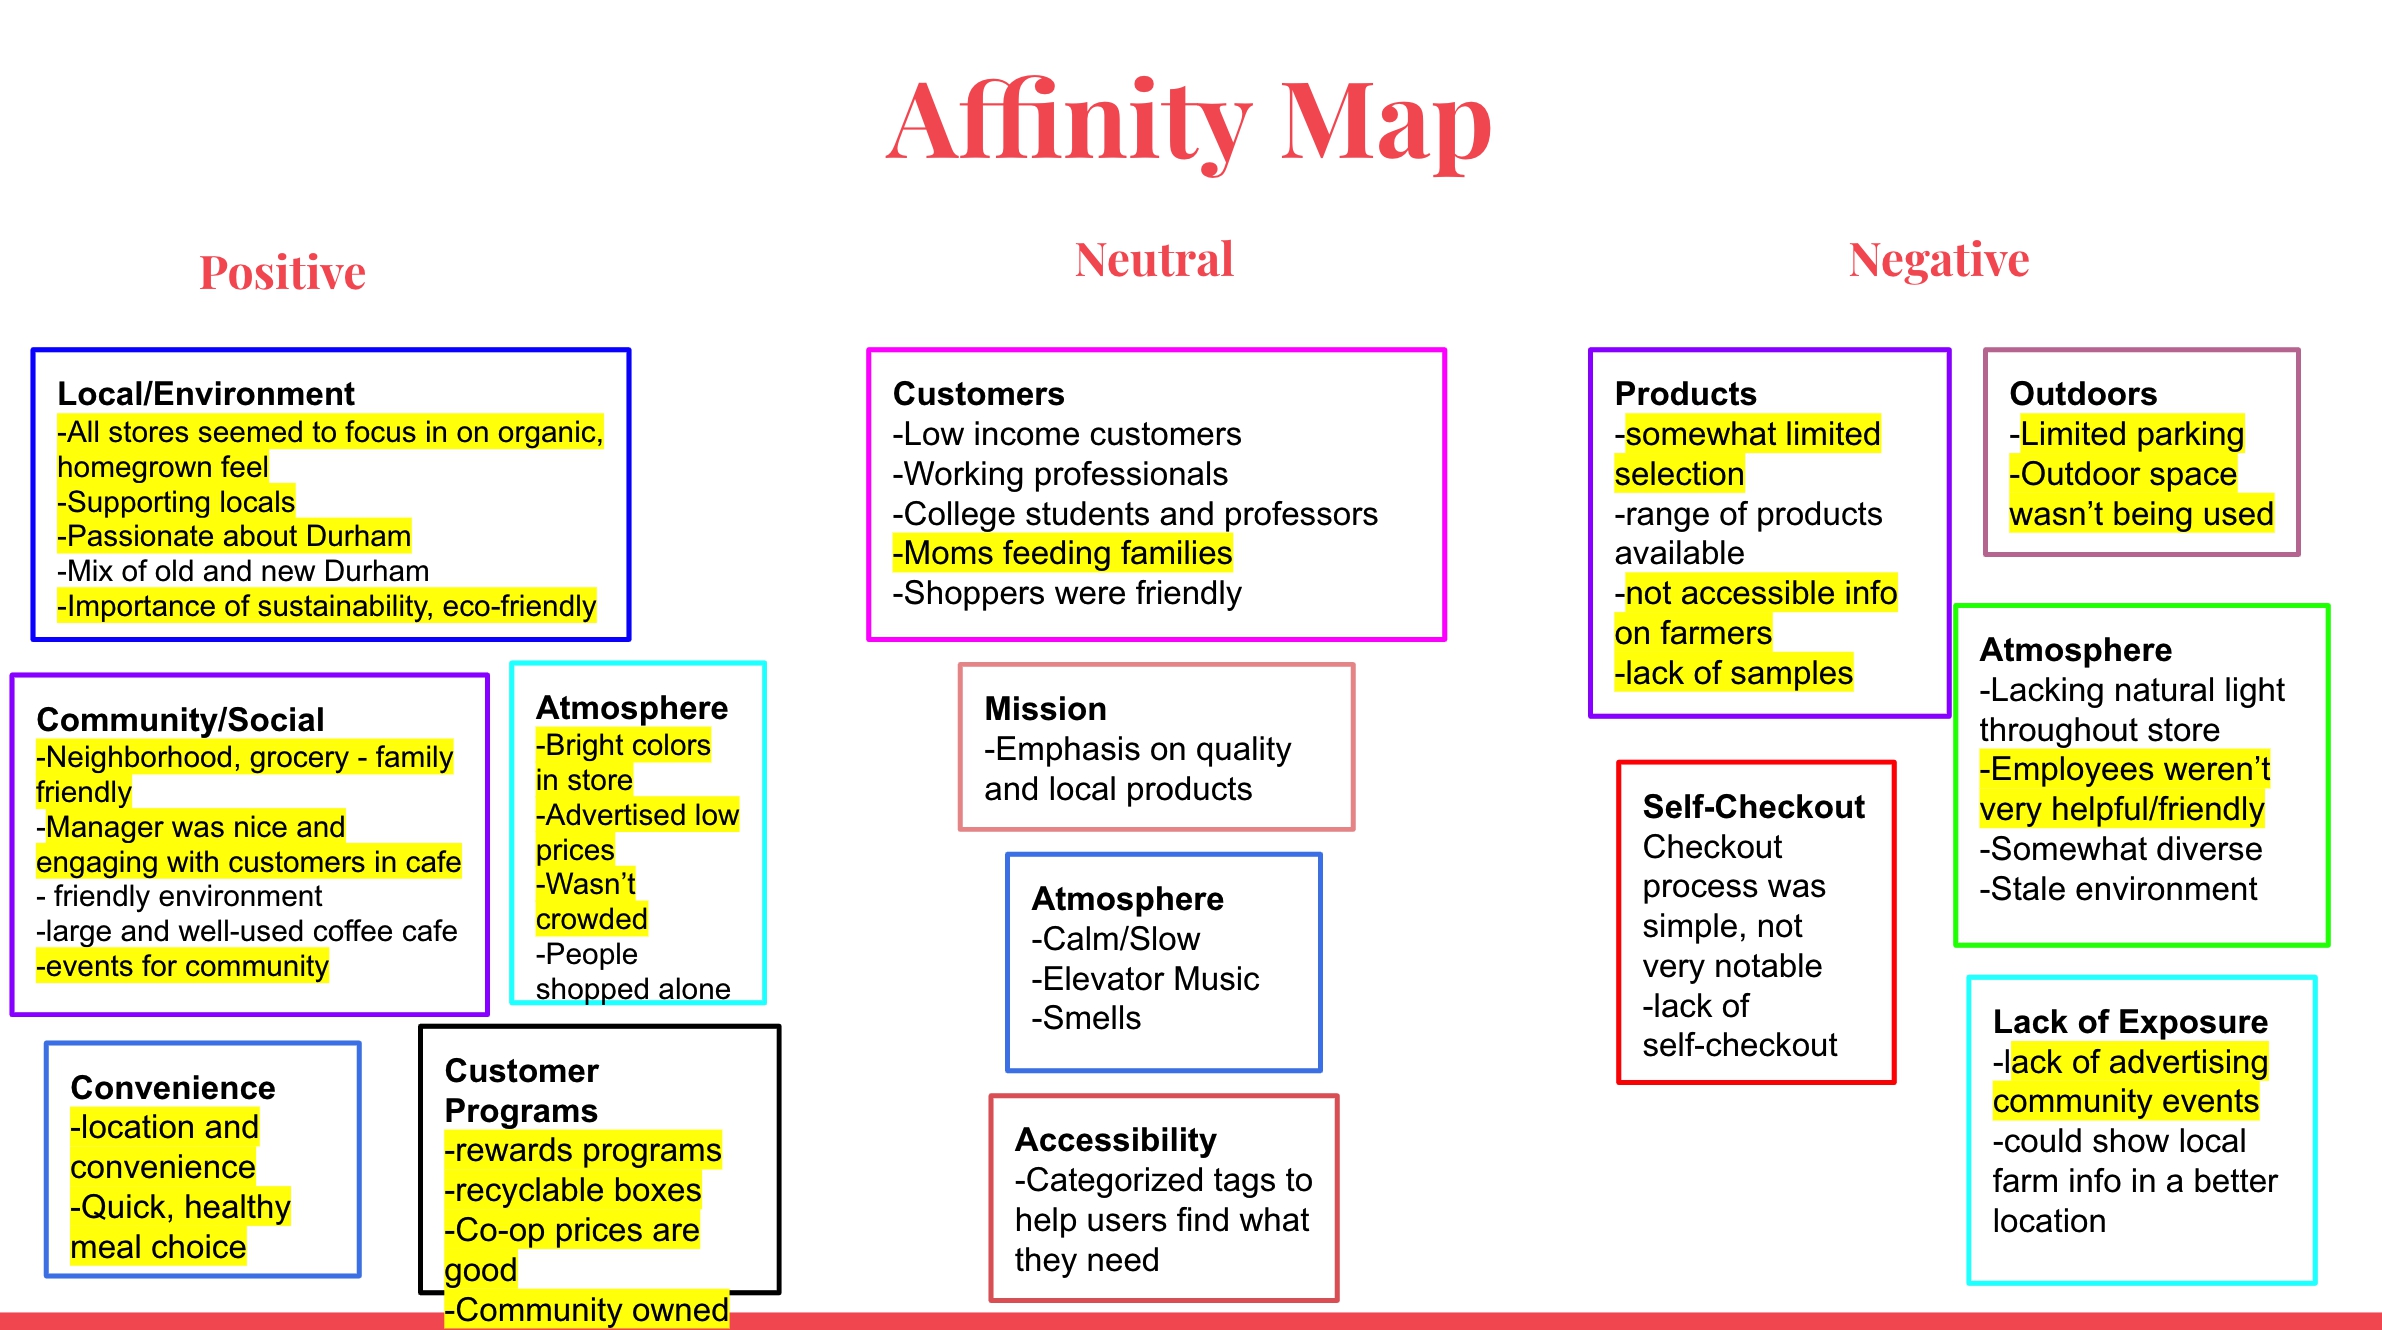 Affinity Map
Positive
Local/Environment
-All stores seemed to focus in on organic,
homegrown feel
-Supporting locals
-Passionate about Durham
-Mix of old and new Durham
-Importance of sustainability, eco-friendly
Community/Social
-Neighborhood, grocery - family
friendly
-Manager was nice and
engaging with customers in cafe
- friendly environment
-large and well-used coffee cafe
-events for community
Atmosphere
-Bright colors
in store
-Advertised low
prices
-Wasn’t
crowded
-People
shopped alone
Convenience
-location and
convenience
-Quick, healthy
meal choice
Customer
Programs
-rewards programs
-recyclable boxes
-Co-op prices are
good
-Community owned
Neutral
Customers
-Low income customers
-Working professionals
-College students and professors
-Moms feeding families
-Shoppers were friendly
Mission
-Emphasis on quality
and local products
Atmosphere
-Calm/Slow
-Elevator Music
-Smells
Accessibility
-Categorized tags to
help users find what
they need
Negative
Products
-somewhat limited
selection
-range of products
available
-not accessible info
on farmers
-lack of samples
Outdoors
-Limited parking
-Outdoor space
wasn’t being used
Self-Checkout
Checkout
process was
simple, not
very notable
-lack of
self-checkout
Atmosphere
-Lacking natural light
throughout store
-Employees weren’t
very helpful/friendly
-Somewhat diverse
-Stale environment
Lack of Exposure
-lack of advertising
community events
-could show local
farm info in a better
location